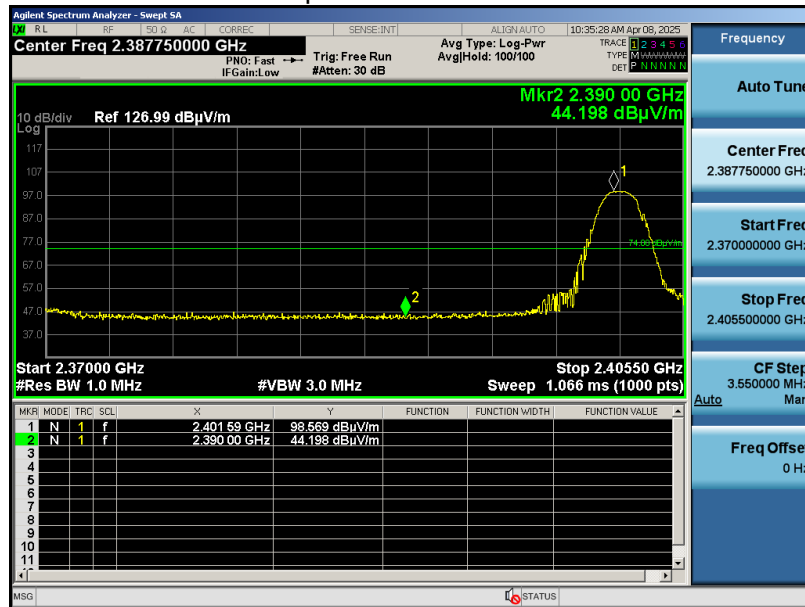 Agilent Spectrum Analyzer - Swept SA
LXI RL RF 50 Ω AC CORREC SENSE:INT ALIGN AUTO 10:35:28 AM Apr 08, 2025
Center Freq 2.387750000 GHz
PNO: Fast
IFGain:Low
Trig: Free Run
#Atten: 30 dB
Avg Type: Log-Pwr
Avg|Hold: 100/100
TRACE 1 2 3 4 5 6
TYPE M WWWWW
DET P N N N N N
Mkr2 2.390 00 GHz
44.198 dBµV/m
10 dB/div Ref 126.99 dBµV/m
Log
117
107
97.0
87.0
77.0
67.0
57.0
47.0
37.0
1
74.00 dBµV/m
2
Start 2.37000 GHz Stop 2.40550 GHz
#Res BW 1.0 MHz #VBW 3.0 MHz Sweep 1.066 ms (1000 pts)
MKR MODE TRC SCL X Y FUNCTION FUNCTION WIDTH FUNCTION VALUE
1 N 1 f 2.401 59 GHz 98.569 dBµV/m
2 N 1 f 2.390 00 GHz 44.198 dBµV/m
3
4
5
6
7
8
9
10
11
MSG STATUS
Frequency
Auto Tune
Center Freq
2.387750000 GHz
Start Freq
2.370000000 GHz
Stop Freq
2.405500000 GHz
CF Step
3.550000 MHz
Auto Man
Freq Offset
0 Hz